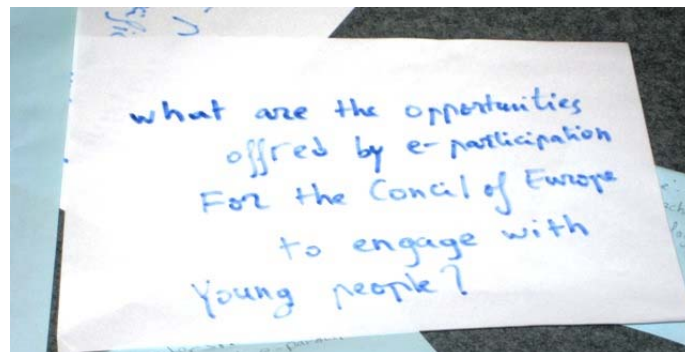 what are the opportunities
offred by e-participation
For the Concil of Europe
to engage with
Young people?